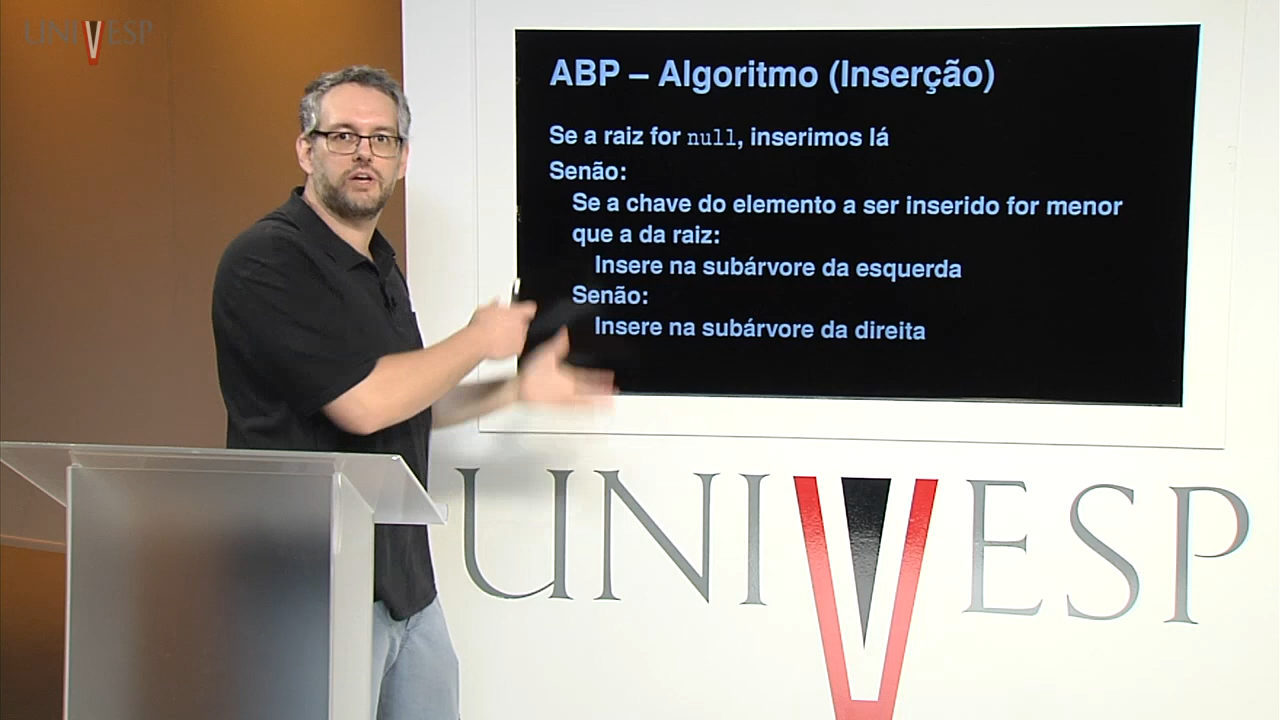 UNIVESP
ABP – Algoritmo (Inserção)
Se a raiz for null, inserimos lá
Senão:
Se a chave do elemento a ser inserido for menor
que a da raiz:
Insere na subárvore da esquerda
Senão:
Insere na subárvore da direita
UNIVESP